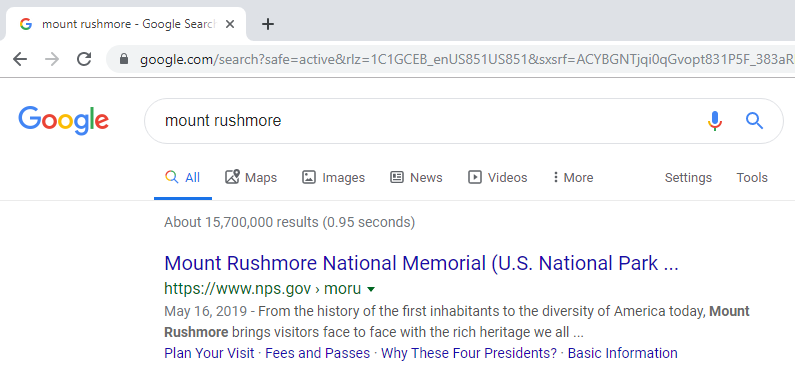 mount rushmore - Google Searc
google.com/search?safe=active&rlz=1C1GCEB_enUS851US851&sxsrf=ACYBGNTjqi0qGvopt831P5F_383aR
Google
mount rushmore
All Maps Images News Videos More Settings Tools
About 15,700,000 results (0.95 seconds)
Mount Rushmore National Memorial (U.S. National Park ...
https://www.nps.gov › moru
May 16, 2019 - From the history of the first inhabitants to the diversity of America today, Mount
Rushmore brings visitors face to face with the rich heritage we all ...
Plan Your Visit · Fees and Passes · Why These Four Presidents? · Basic Information